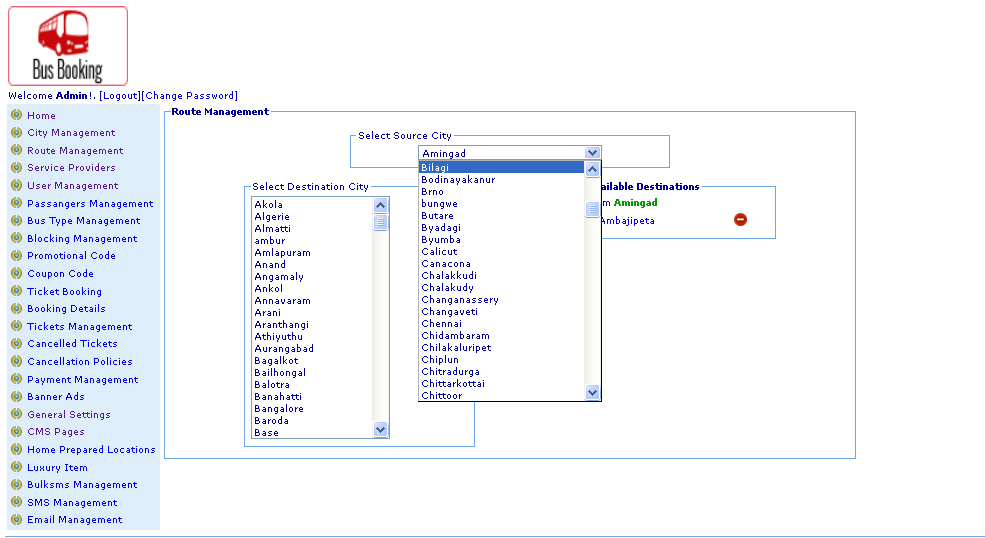 Bus Booking
Welcome Admin!. [Logout][Change Password]
Home
City Management
Route Management
Service Providers
User Management
Passangers Management
Bus Type Management
Blocking Management
Promotional Code
Coupon Code
Ticket Booking
Booking Details
Tickets Management
Cancelled Tickets
Cancellation Policies
Payment Management
Banner Ads
General Settings
CMS Pages
Home Prepared Locations
Luxury Item
Bulksms Management
SMS Management
Email Management
Route Management
Select Source City
Amingad
Bilagi
Bodinayakanur
Brno
bungwe
Butare
Byadagi
Byumba
Calicut
Canacona
Chalakkudi
Chalakudy
Changanassery
Changaveti
Chennai
Chidambaram
Chilakaluripet
Chiplun
Chitradurga
Chittarkottai
Chittoor
Select Destination City
Akola
Algerie
Almatti
ambur
Amlapuram
Anand
Angamaly
Ankol
Annavaram
Arani
Aranthangi
Athiyuthu
Aurangabad
Bagalkot
Bailhongal
Balotra
Banahatti
Bangalore
Baroda
Base
ailable Destinations
m Amingad
Ambajipeta